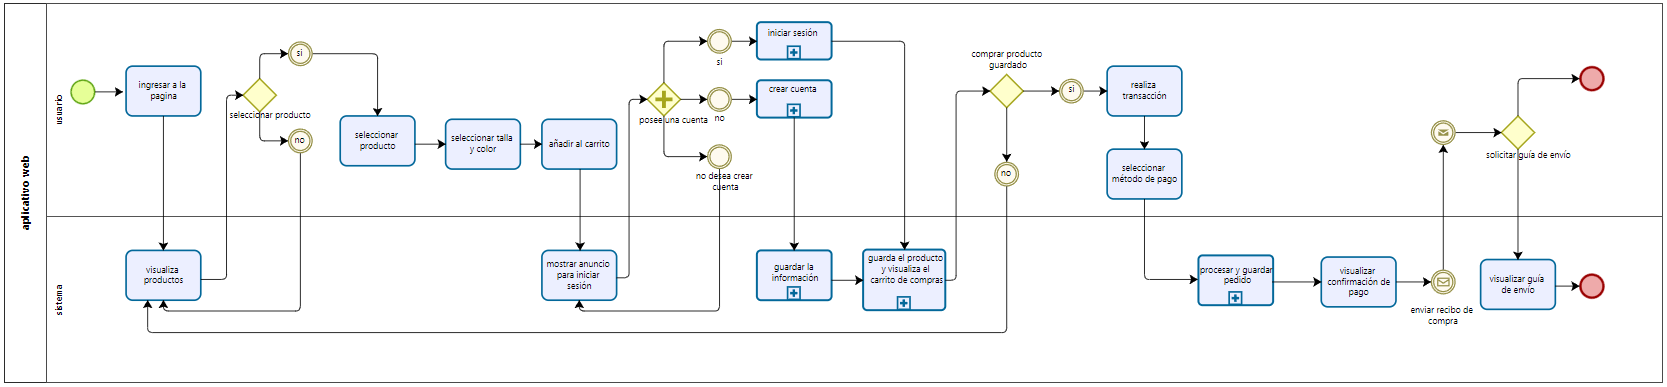 aplicativo web
usuario
ingresar a la
pagina
seleccionar producto
si
no
seleccionar
producto
seleccionar talla
y color
añadir al carrito
posee una cuenta
si
no
no desea crear
cuenta
iniciar sesión
crear cuenta
comprar producto
guardado
si
no
realiza
transacción
seleccionar
método de pago
solicitar guía de envío
sistema
visualiza
productos
mostrar anuncio
para iniciar
sesión
guardar la
información
guarda el producto
y visualiza el
carrito de compras
procesar y guardar
pedido
visualizar
confirmación de
pago
enviar recibo de
compra
visualizar guía
de envío